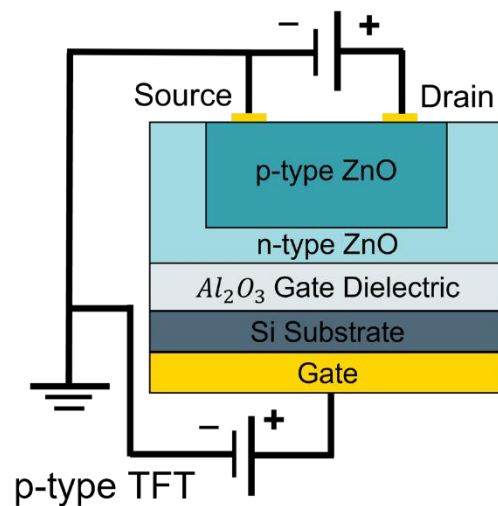 − +
Source
Drain
p-type ZnO
n-type ZnO
Al₂O₃ Gate Dielectric
Si Substrate
Gate
− +
p-type TFT